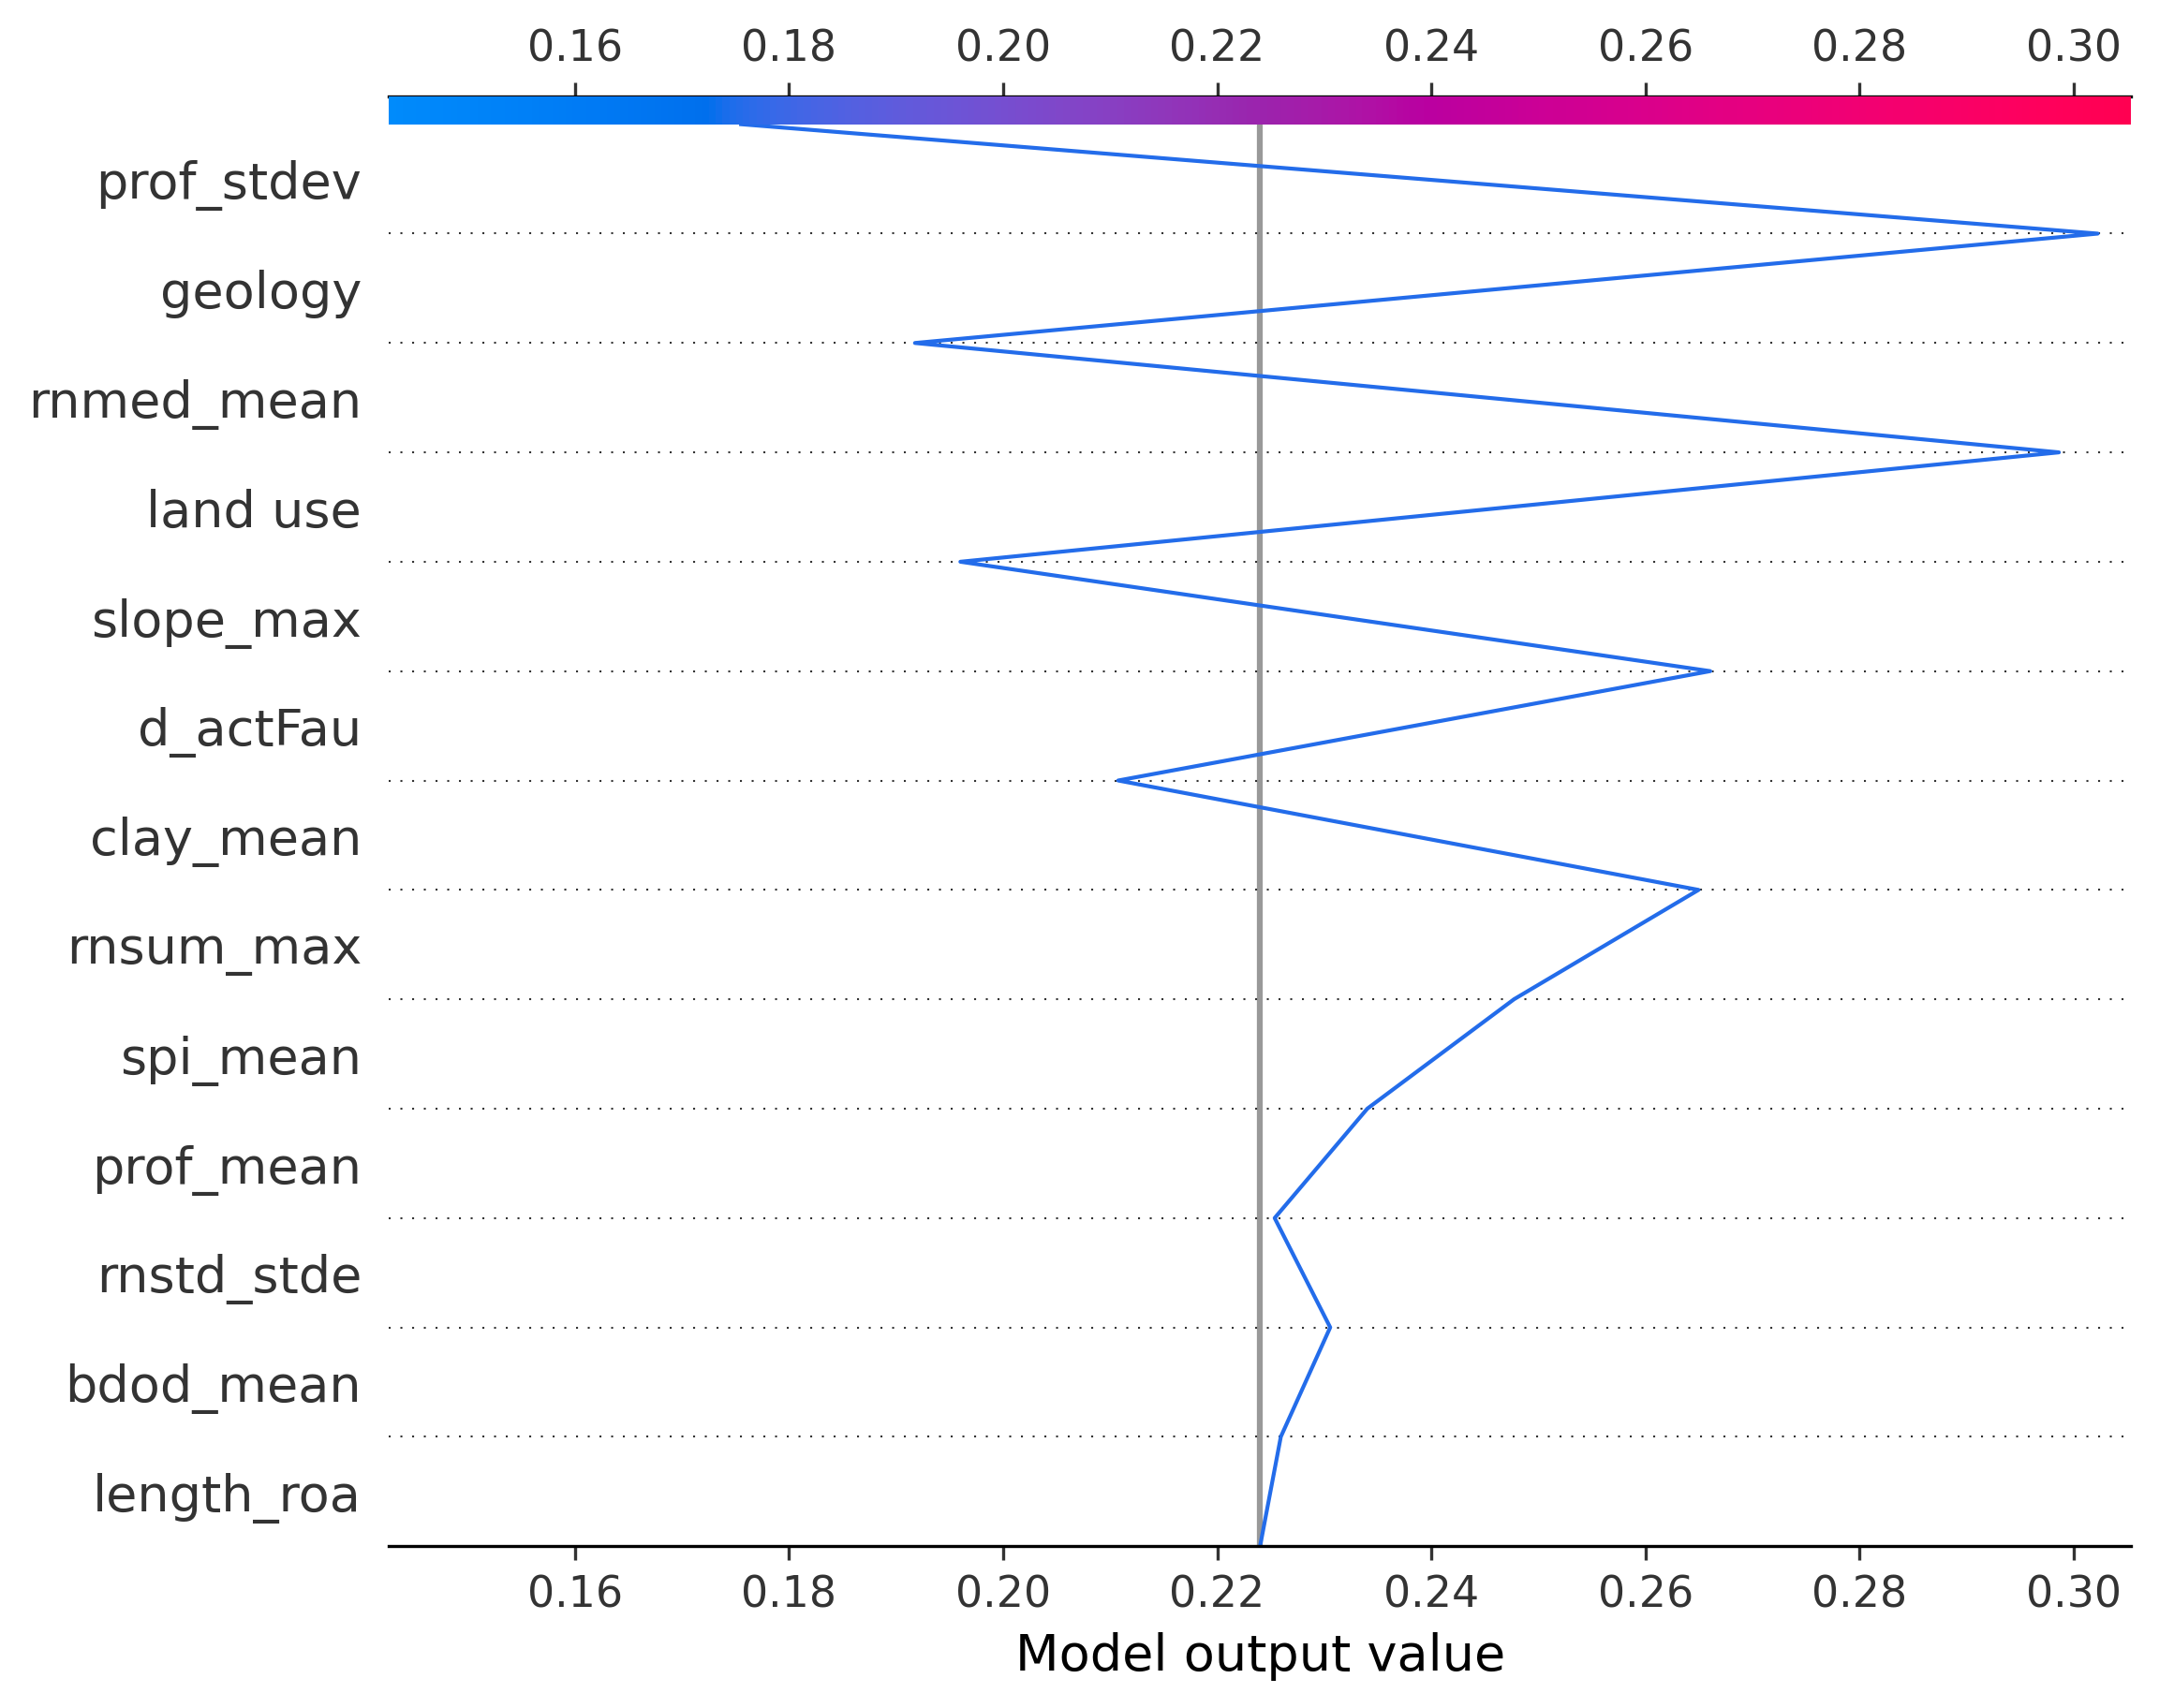 0.16 0.18 0.20 0.22 0.24 0.26 0.28 0.30
prof_stdev
geology
rnmed_mean
land use
slope_max
d_actFau
clay_mean
rnsum_max
spi_mean
prof_mean
rnstd_stde
bdod_mean
length_roa
0.16 0.18 0.20 0.22 0.24 0.26 0.28 0.30
Model output value